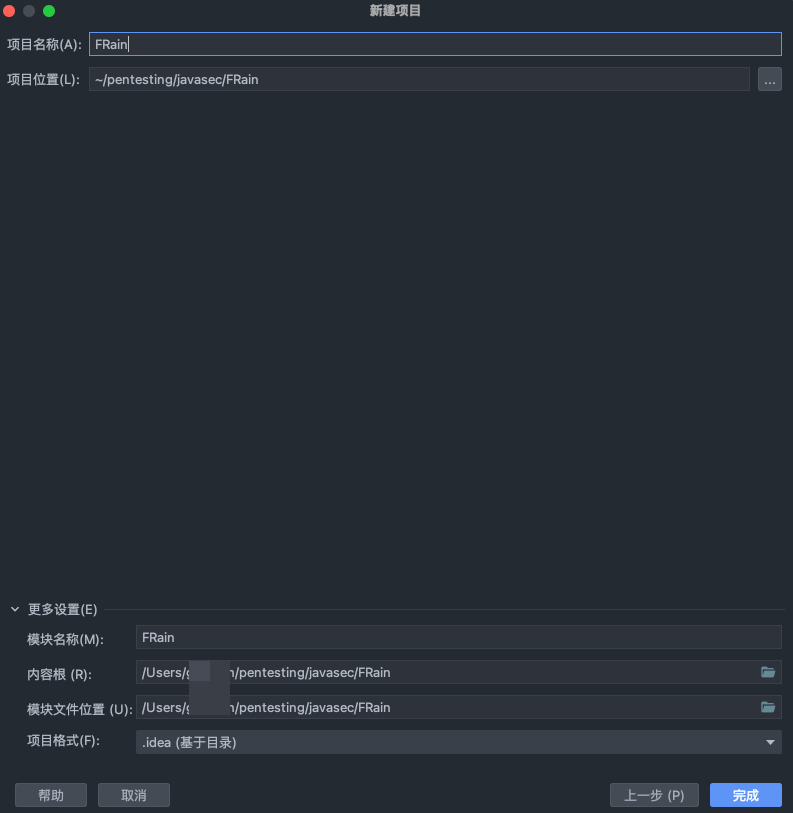 新建项目
项目名称(A): FRain
项目位置(L): ~/pentesting/javasec/FRain ...
更多设置(E)
模块名称(M): FRain
内容根 (R): /Users/ /pentesting/javasec/FRain
模块文件位置 (U): /Users/ /pentesting/javasec/FRain
项目格式(F): .idea (基于目录)
帮助 取消 上一步 (P) 完成